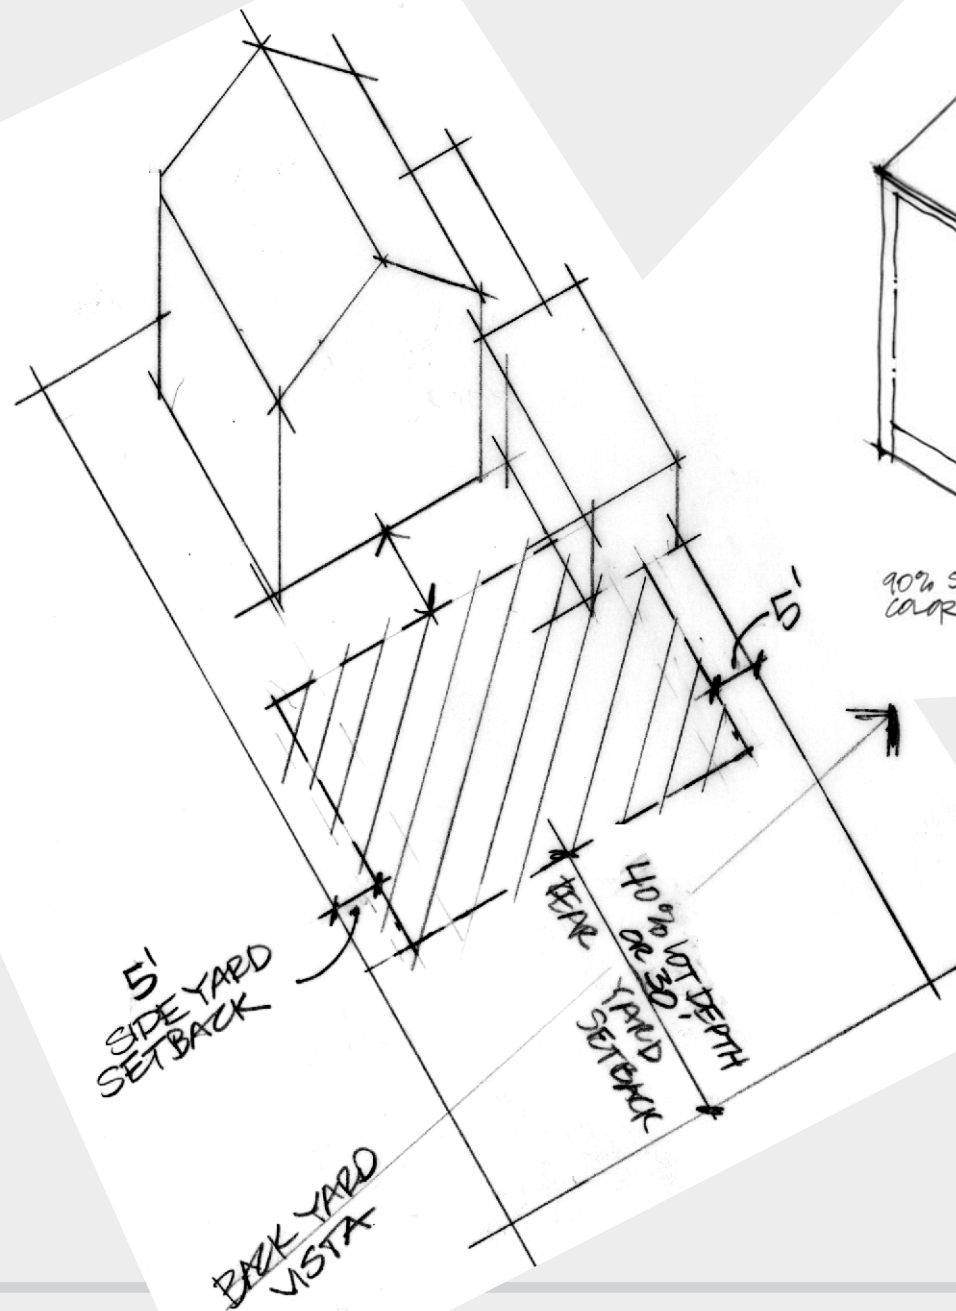 5'
90% S
COLOR
40% LOT DEPTH
OR 30'
REAR YARD
SETBACK
5'
SIDE YARD
SETBACK
BACK YARD
VISTA